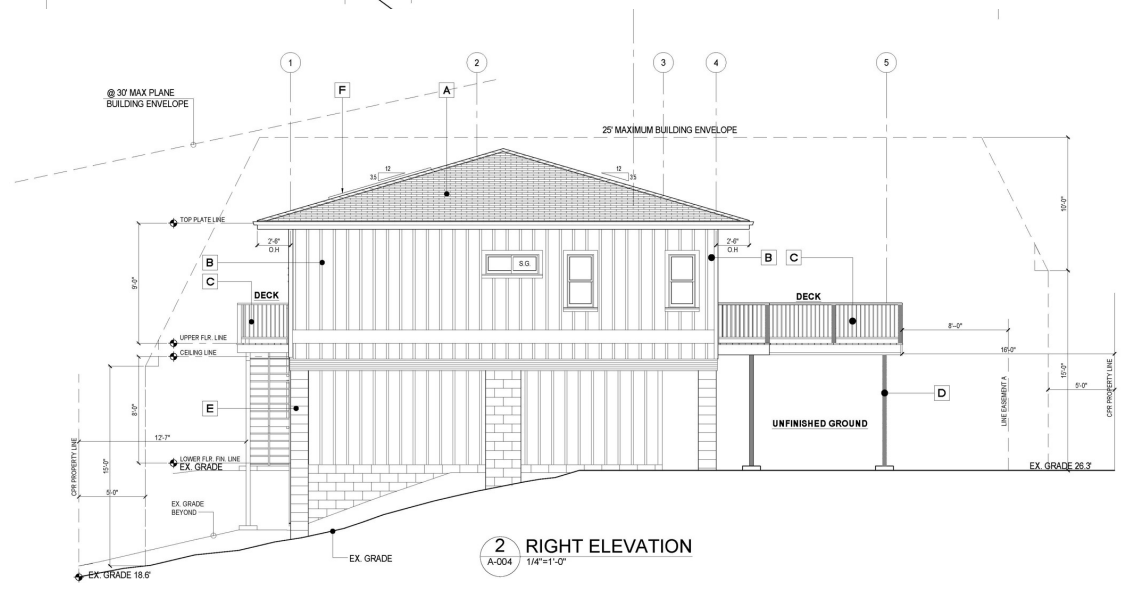 1
2
3
4
5
F
A
@ 30' MAX PLANE
BUILDING ENVELOPE
25' MAXIMUM BUILDING ENVELOPE
12
3.5
12
3.5
10'-0"
TOP PLATE LINE
2'-6"
O.H
2'-6"
O.H
B
S.G.
B
C
C
9'-0"
DECK
DECK
8'-0"
UPPER FLR. LINE
CEILING LINE
16'-0"
15'-0"
5'-0"
CPR PROPERTY LINE
LINE EASEMENT A
D
E
8'-0"
UNFINISHED GROUND
12'-7"
LOWER FLR. FIN. LINE
EX. GRADE
EX. GRADE 26.3'
CPR PROPERTY LINE
15'-0"
5'-0"
EX. GRADE
BEYOND
EX. GRADE
EX. GRADE 18.6'
2
A-004
RIGHT ELEVATION
1/4"=1'-0"